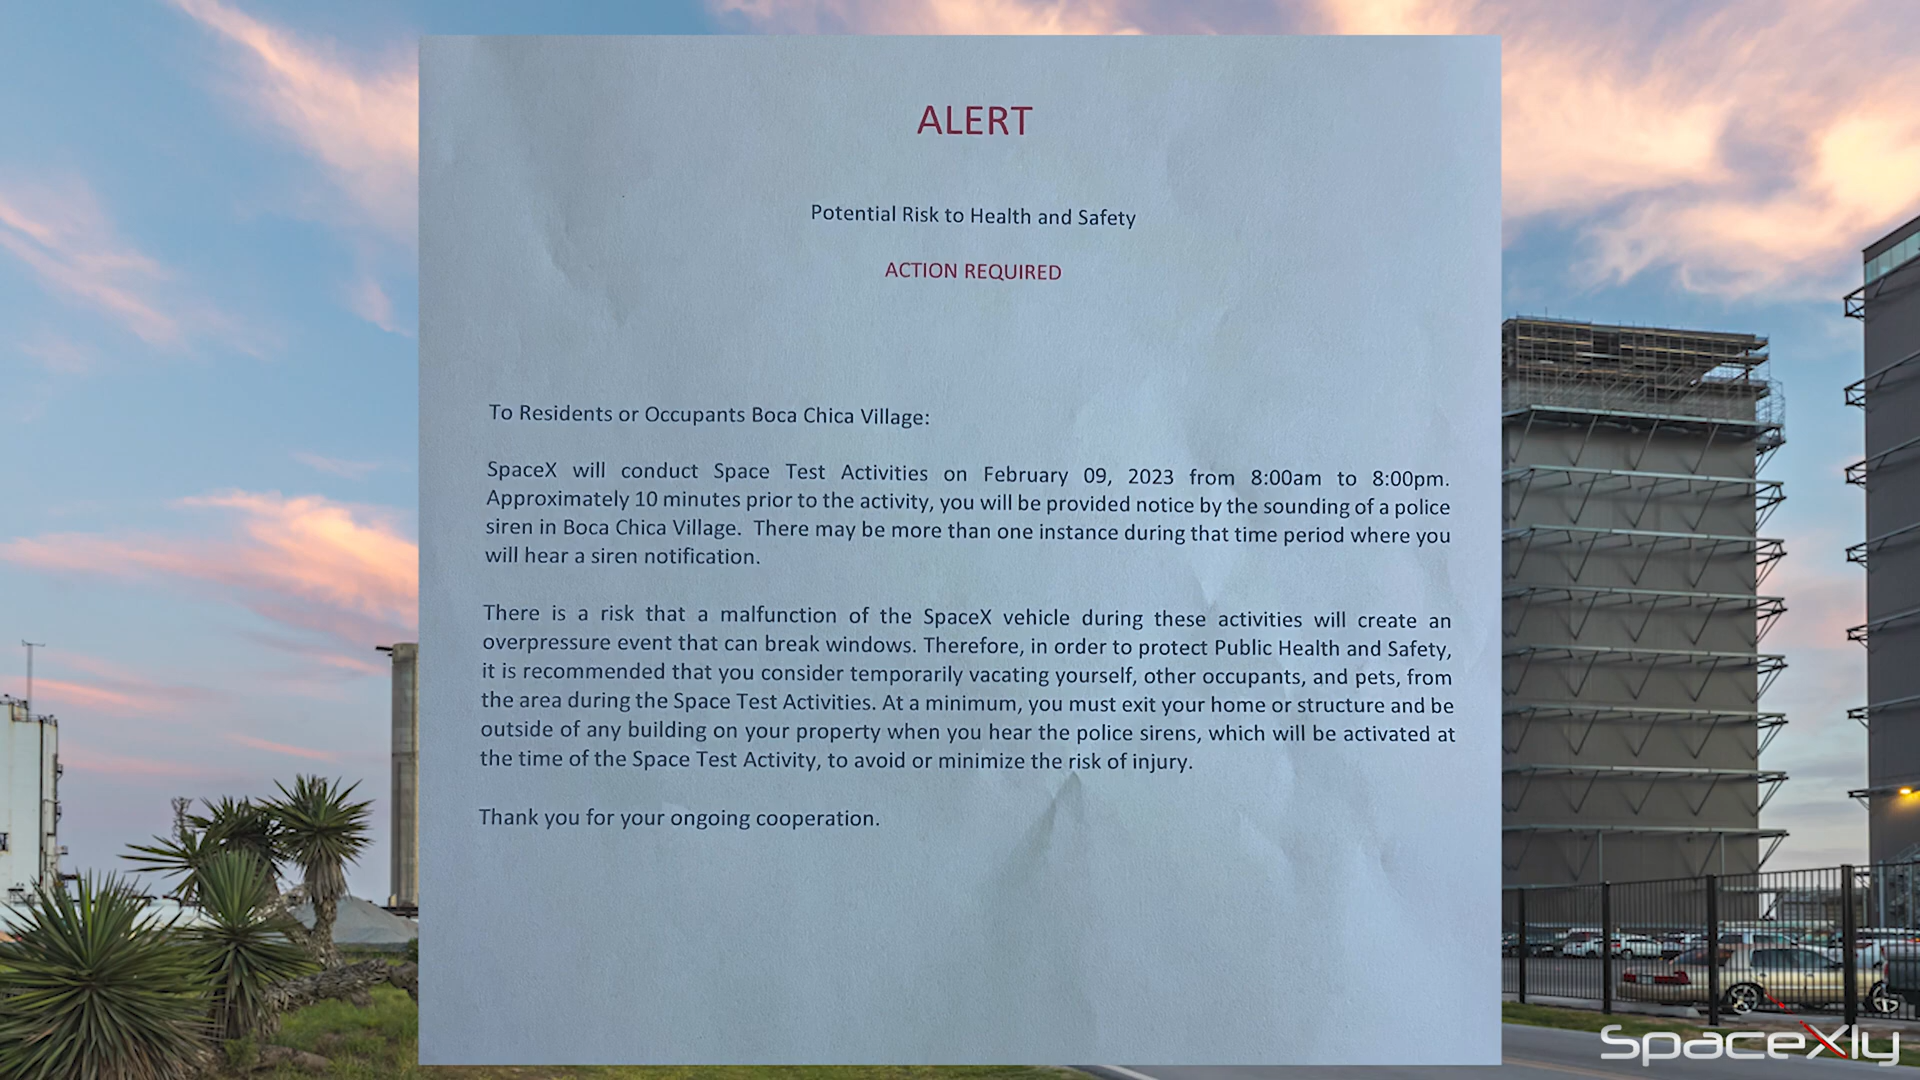 ALERT
Potential Risk to Health and Safety
ACTION REQUIRED
To Residents or Occupants Boca Chica Village:
SpaceX will conduct Space Test Activities on February 09, 2023 from 8:00am to 8:00pm.
Approximately 10 minutes prior to the activity, you will be provided notice by the sounding of a police
siren in Boca Chica Village.  There may be more than one instance during that time period where you
will hear a siren notification.
There is a risk that a malfunction of the SpaceX vehicle during these activities will create an
overpressure event that can break windows. Therefore, in order to protect Public Health and Safety,
it is recommended that you consider temporarily vacating yourself, other occupants, and pets, from
the area during the Space Test Activities. At a minimum, you must exit your home or structure and be
outside of any building on your property when you hear the police sirens, which will be activated at
the time of the Space Test Activity, to avoid or minimize the risk of injury.
Thank you for your ongoing cooperation.
SpaceXly